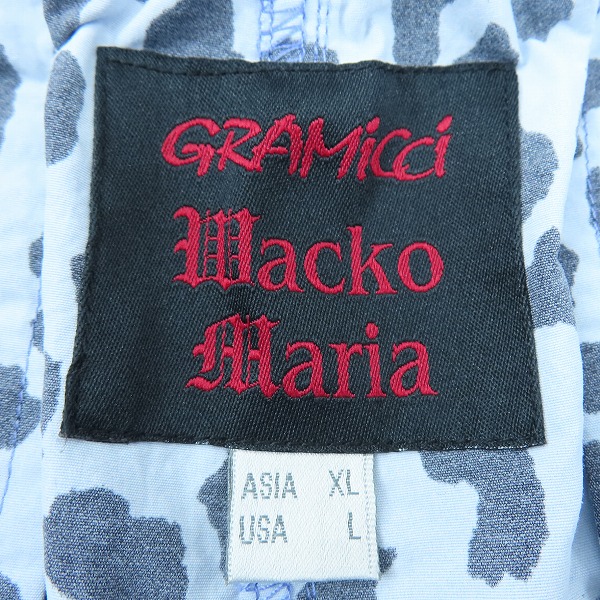 GRAMiCCi
Wacko
Maria
ASIA XL
USA L